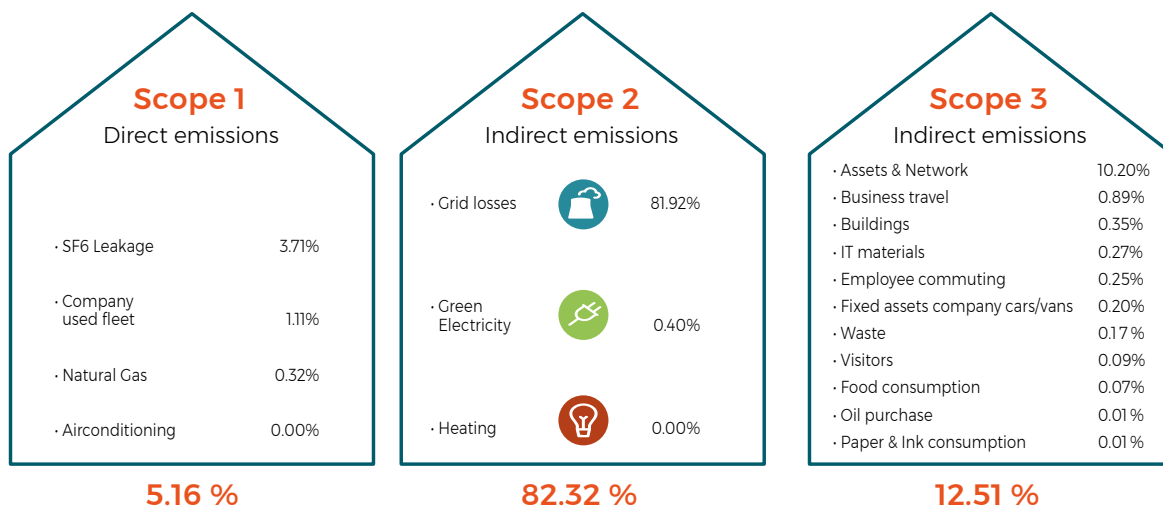 Scope 1
Direct emissions
· SF6 Leakage 3.71%
· Company
used fleet 1.11%
· Natural Gas 0.32%
· Airconditioning 0.00%
5.16 %
Scope 2
Indirect emissions
· Grid losses 81.92%
· Green
Electricity 0.40%
· Heating 0.00%
82.32 %
Scope 3
Indirect emissions
· Assets & Network 10.20%
· Business travel 0.89%
· Buildings 0.35%
· IT materials 0.27%
· Employee commuting 0.25%
· Fixed assets company cars/vans 0.20%
· Waste 0.17 %
· Visitors 0.09%
· Food consumption 0.07%
· Oil purchase 0.01 %
· Paper & Ink consumption 0.01 %
12.51 %